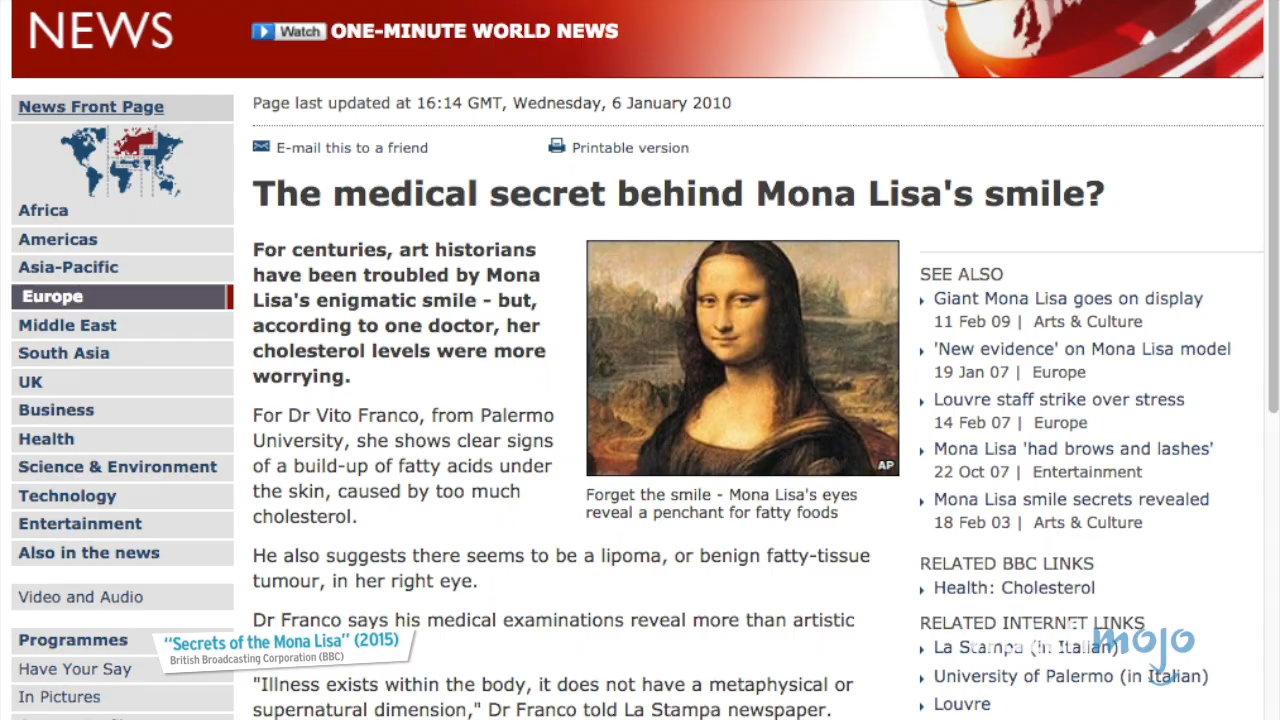 NEWS
Watch ONE-MINUTE WORLD NEWS
News Front Page
Africa
Americas
Asia-Pacific
Europe
Middle East
South Asia
UK
Business
Health
Science & Environment
Technology
Entertainment
Also in the news
Video and Audio
Programmes
Have Your Say
In Pictures
Page last updated at 16:14 GMT, Wednesday, 6 January 2010
E-mail this to a friend
Printable version
The medical secret behind Mona Lisa's smile?
For centuries, art historians
have been troubled by Mona
Lisa's enigmatic smile - but,
according to one doctor, her
cholesterol levels were more
worrying.
For Dr Vito Franco, from Palermo
University, she shows clear signs
of a build-up of fatty acids under
the skin, caused by too much
cholesterol.
AP
Forget the smile - Mona Lisa's eyes
reveal a penchant for fatty foods
He also suggests there seems to be a lipoma, or benign fatty-tissue
tumour, in her right eye.
Dr Franco says his medical examinations reveal more than artistic
"Illness exists within the body, it does not have a metaphysical or
supernatural dimension," Dr Franco told La Stampa newspaper.
SEE ALSO
Giant Mona Lisa goes on display
11 Feb 09 | Arts & Culture
'New evidence' on Mona Lisa model
19 Jan 07 | Europe
Louvre staff strike over stress
14 Feb 07 | Europe
Mona Lisa 'had brows and lashes'
22 Oct 07 | Entertainment
Mona Lisa smile secrets revealed
18 Feb 03 | Arts & Culture
RELATED BBC LINKS
Health: Cholesterol
RELATED INTERNET LINKS
La Stampa (in Italian)
University of Palermo (in Italian)
Louvre
"Secrets of the Mona Lisa" (2015)
British Broadcasting Corporation (BBC)
mojo